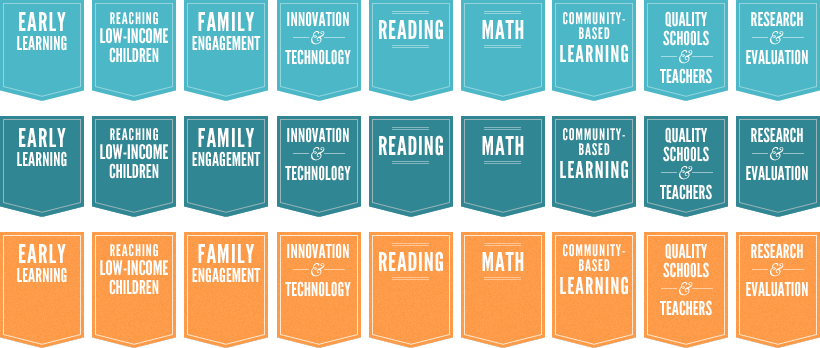 EARLY
LEARNING
REACHING
LOW-INCOME
CHILDREN
FAMILY
ENGAGEMENT
INNOVATION
&
TECHNOLOGY
READING
MATH
COMMUNITY-
BASED
LEARNING
QUALITY
SCHOOLS
&
TEACHERS
RESEARCH
&
EVALUATION
EARLY
LEARNING
REACHING
LOW-INCOME
CHILDREN
FAMILY
ENGAGEMENT
INNOVATION
&
TECHNOLOGY
READING
MATH
COMMUNITY-
BASED
LEARNING
QUALITY
SCHOOLS
&
TEACHERS
RESEARCH
&
EVALUATION
EARLY
LEARNING
REACHING
LOW-INCOME
CHILDREN
FAMILY
ENGAGEMENT
INNOVATION
&
TECHNOLOGY
READING
MATH
COMMUNITY-
BASED
LEARNING
QUALITY
SCHOOLS
&
TEACHERS
RESEARCH
&
EVALUATION